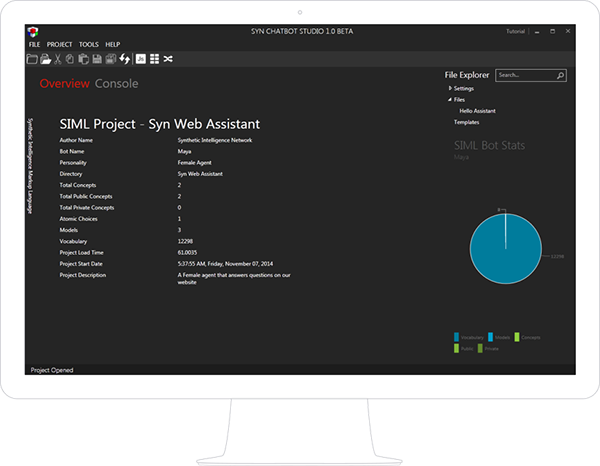 SYN CHATBOT STUDIO 1.0 BETA
Tutorial
FILE PROJECT TOOLS HELP
Overview Console
File Explorer
Search...
Settings
Files
Hello Assistant
Templates
Synthetic Intelligence Markup Language
SIML Project - Syn Web Assistant
Author Name Synthetic Intelligence Network
Bot Name Maya
Personality Female Agent
Directory Syn Web Assistant
Total Concepts 2
Total Public Concepts 2
Total Private Concepts 0
Atomic Choices 1
Models 3
Vocabulary 12298
Project Load Time 61.0035
Project Start Date 5:37:55 AM, Friday, November 07, 2014
Project Description A Female agent that answers questions on our
website
SIML Bot Stats
Maya
12298
Vocabulary Models Concepts
Public Private
Project Opened